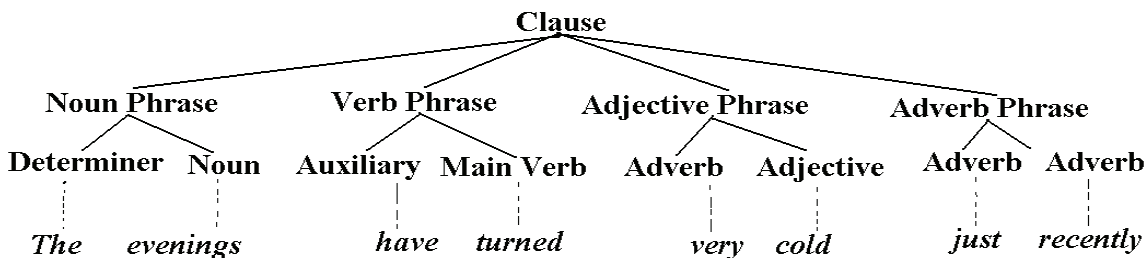 Clause
Noun Phrase Verb Phrase Adjective Phrase Adverb Phrase
Determiner Noun Auxiliary Main Verb Adverb Adjective Adverb Adverb
The evenings have turned very cold just recently